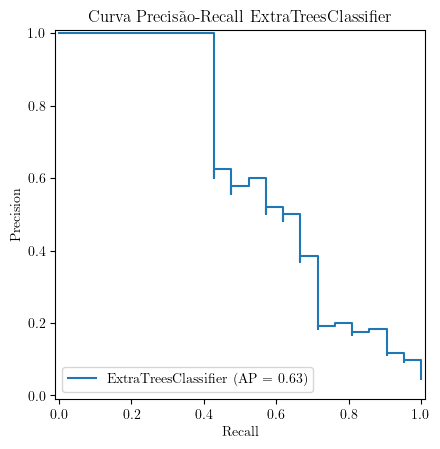 Curva Precisão-Recall ExtraTreesClassifier
1.0
0.8
0.6
0.4
0.2
0.0
Precision
ExtraTreesClassifier (AP = 0.63)
0.0 0.2 0.4 0.6 0.8 1.0
Recall